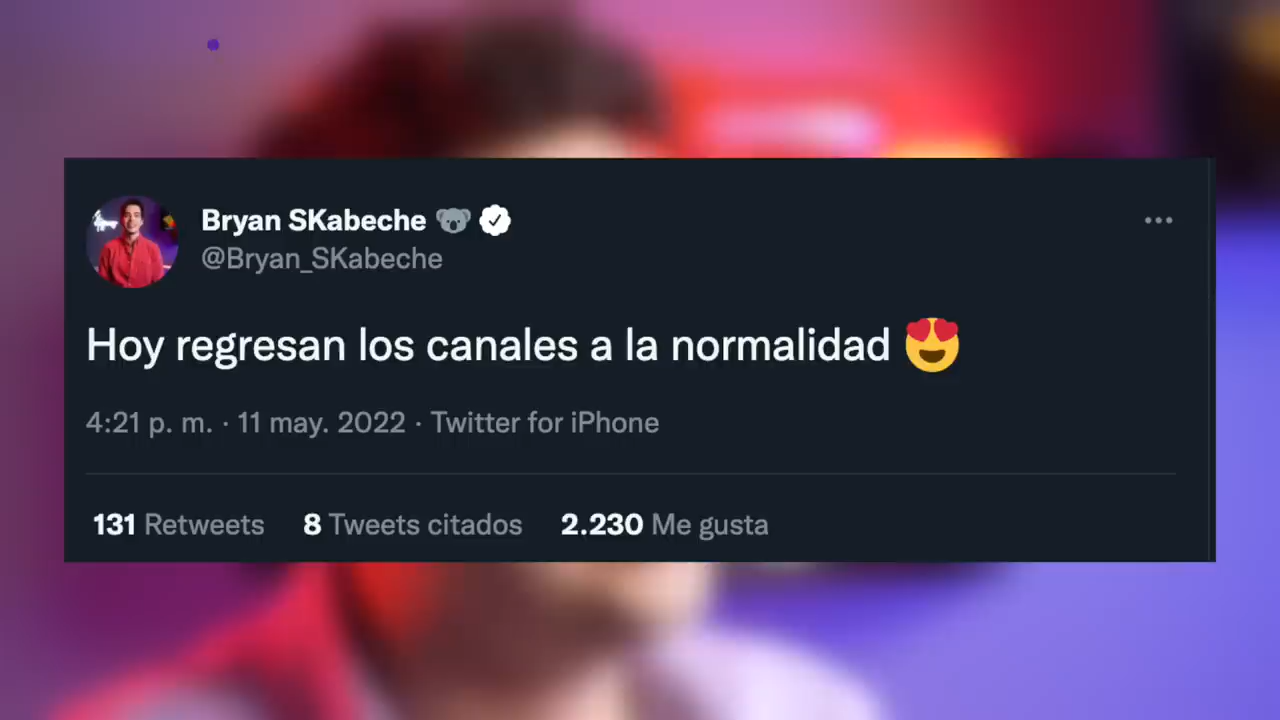 Bryan SKabeche 🐨
@Bryan_SKabeche
Hoy regresan los canales a la normalidad 😍
4:21 p. m. · 11 may. 2022 · Twitter for iPhone
131 Retweets 8 Tweets citados 2.230 Me gusta